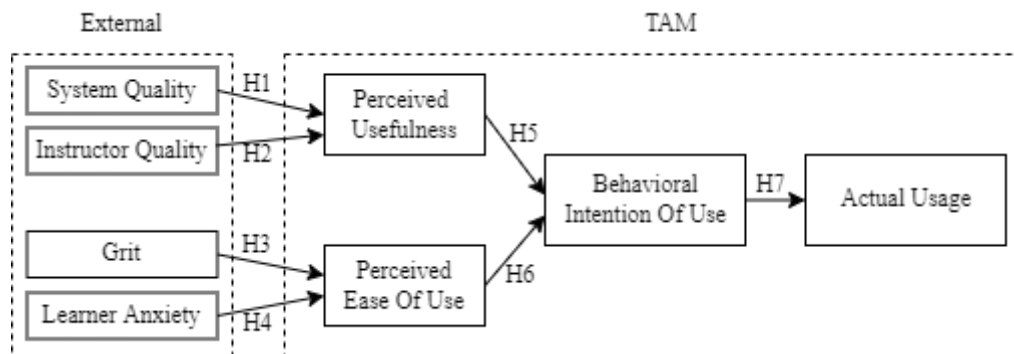 External
TAM
System Quality
H1
Perceived
Usefulness
Instructor Quality
H2
H5
Behavioral
Intention Of Use
H7
Actual Usage
Grit
H3
Perceived
Ease Of Use
H6
Learner Anxiety
H4